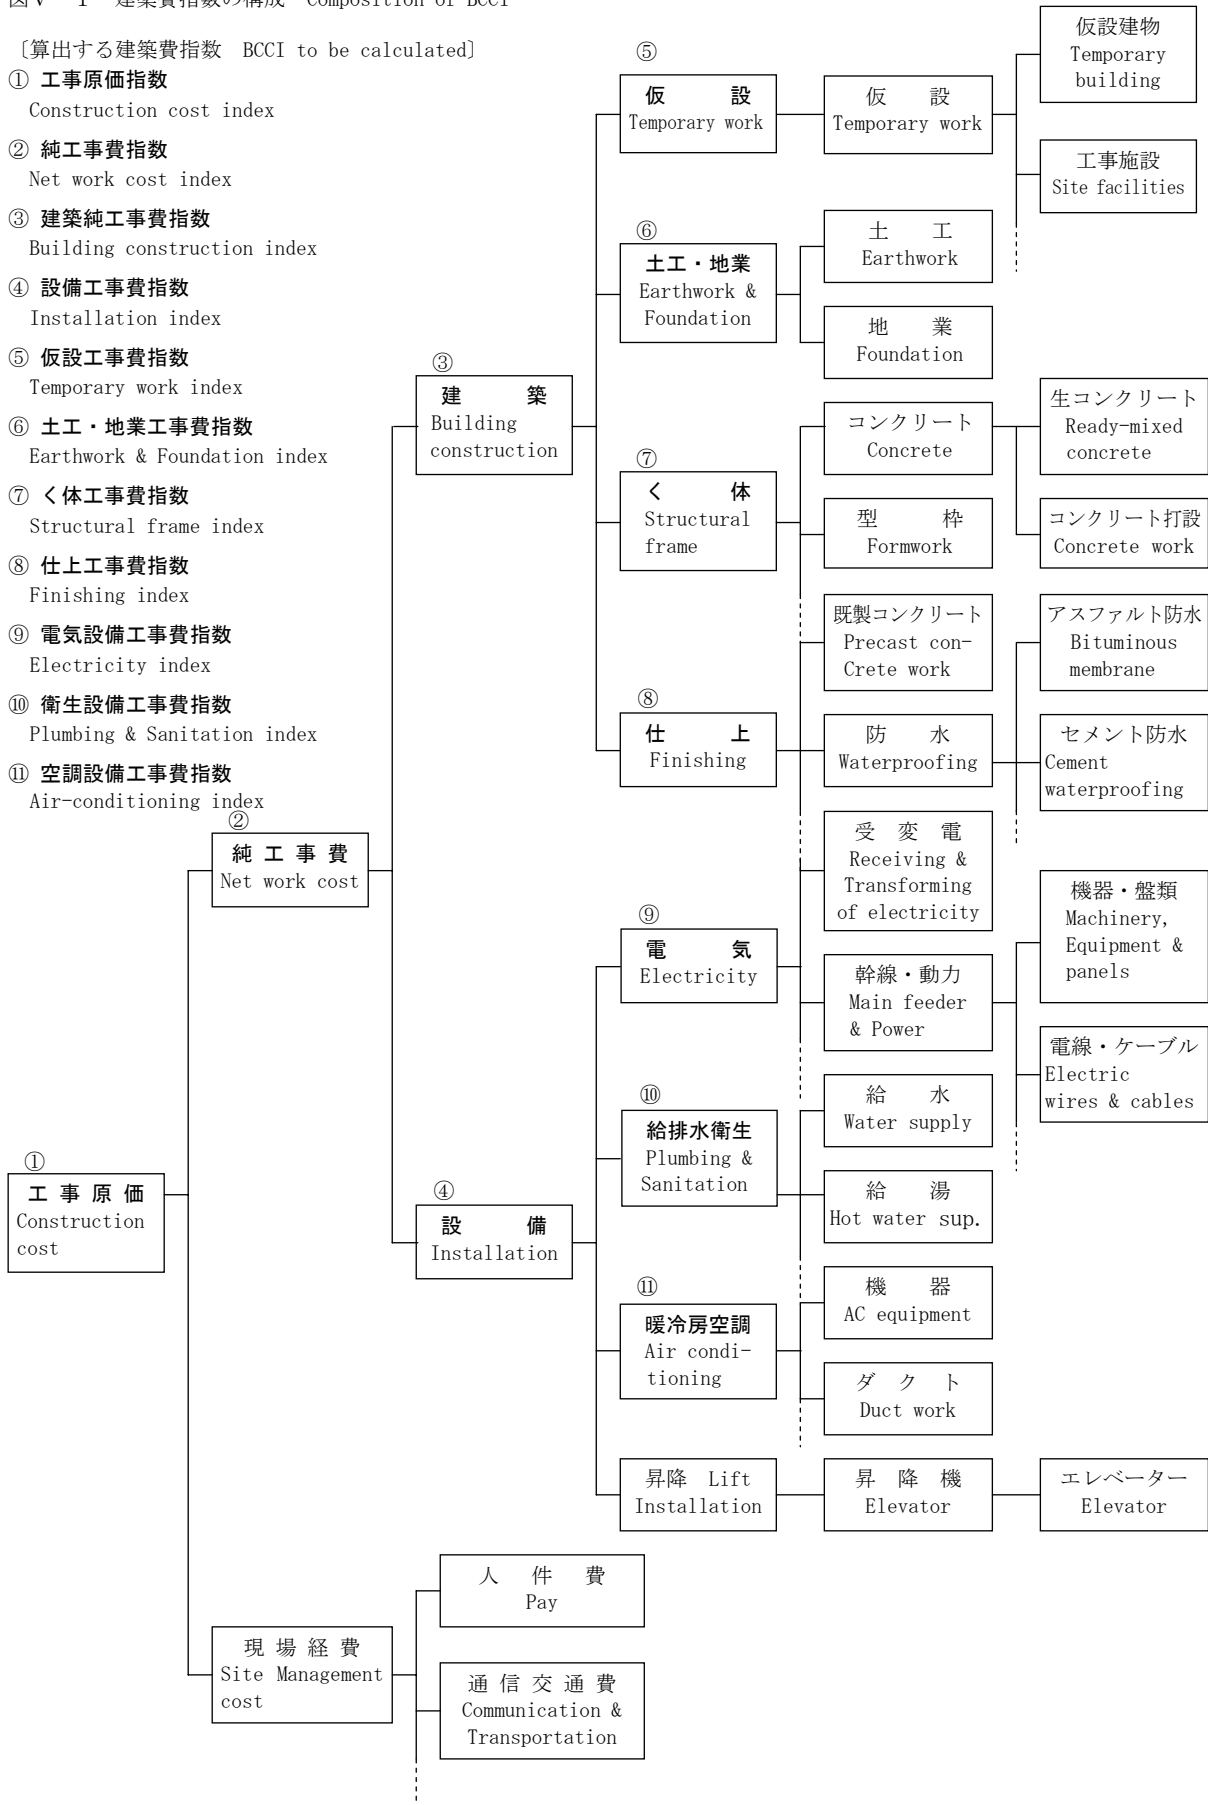 図Ⅴ－１　建築費指数の構成　Composition of BCCI
〔算出する建築費指数　BCCI to be calculated〕
① 工事原価指数
Construction cost index
② 純工事費指数
Net work cost index
③ 建築純工事費指数
Building construction index
④ 設備工事費指数
Installation index
⑤ 仮設工事費指数
Temporary work index
⑥ 土工・地業工事費指数
Earthwork & Foundation index
⑦ く体工事費指数
Structural frame index
⑧ 仕上工事費指数
Finishing index
⑨ 電気設備工事費指数
Electricity index
⑩ 衛生設備工事費指数
Plumbing & Sanitation index
⑪ 空調設備工事費指数
Air-conditioning index
①
工 事 原 価
Construction
cost
②
純 工 事 費
Net work cost
現 場 経 費
Site Management
cost
③
建　　築
Building
construction
④
設　　備
Installation
人　件　費
Pay
通 信 交 通 費
Communication &
Transportation
⑤
仮　　設
Temporary work
⑥
土工・地業
Earthwork &
Foundation
⑦
く　　体
Structural
frame
⑧
仕　　上
Finishing
⑨
電　　気
Electricity
⑩
給排水衛生
Plumbing &
Sanitation
⑪
暖冷房空調
Air condi-
tioning
昇降 Lift
Installation
仮　　設
Temporary work
土　　工
Earthwork
地　　業
Foundation
コンクリート
Concrete
型　　枠
Formwork
既製コンクリート
Precast con-
Crete work
防　　水
Waterproofing
受　変　電
Receiving &
Transforming
of electricity
幹線・動力
Main feeder
& Power
給　　水
Water supply
給　　湯
Hot water sup.
機　　器
AC equipment
ダ　ク　ト
Duct work
昇　降　機
Elevator
仮設建物
Temporary
building
工事施設
Site facilities
生コンクリート
Ready-mixed
concrete
コンクリート打設
Concrete work
アスファルト防水
Bituminous
membrane
セメント防水
Cement
waterproofing
機器・盤類
Machinery,
Equipment &
panels
電線・ケーブル
Electric
wires & cables
エレベーター
Elevator